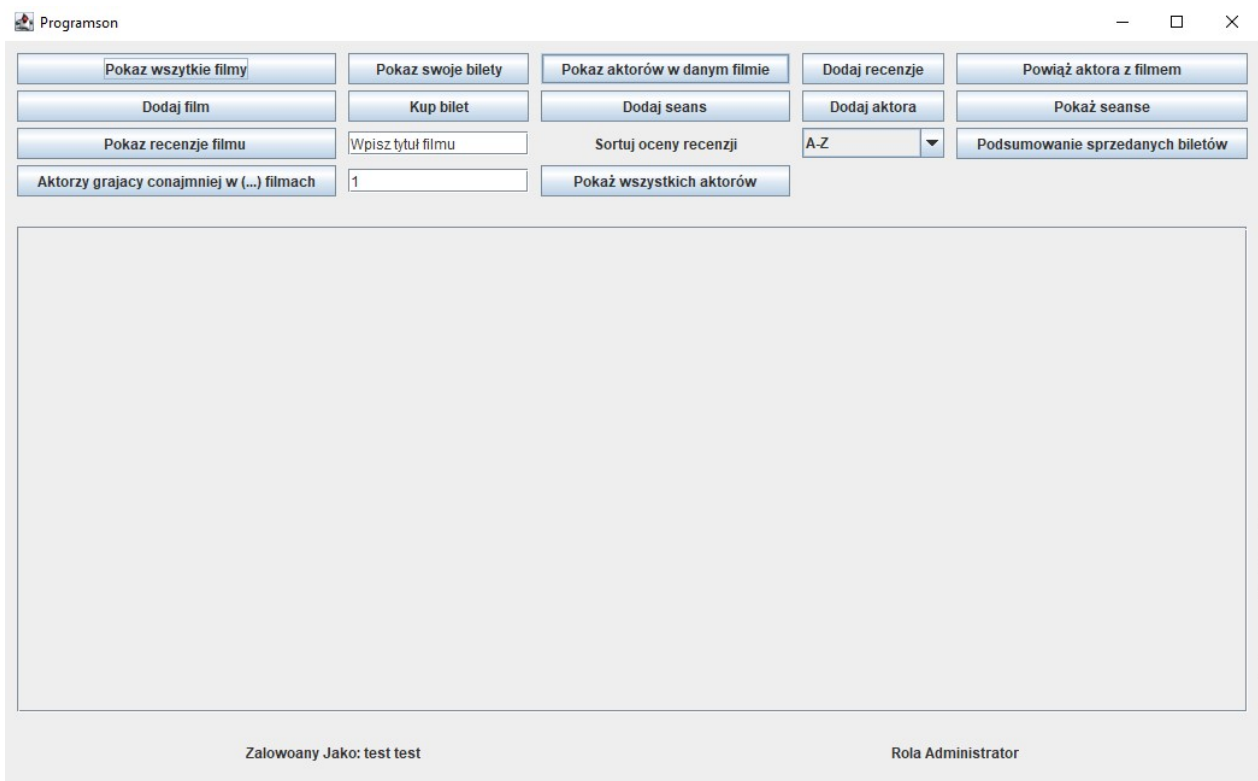 Programson
Pokaz wszytkie filmy Pokaz swoje bilety Pokaz aktorów w danym filmie Dodaj recenzje Powiąż aktora z filmem
Dodaj film Kup bilet Dodaj seans Dodaj aktora Pokaż seanse
Pokaz recenzje filmu Wpisz tytuł filmu Sortuj oceny recenzji A-Z Podsumowanie sprzedanych biletów
Aktorzy grajacy conajmniej w (...) filmach 1 Pokaż wszystkich aktorów
Zalowoany Jako: test test Rola Administrator